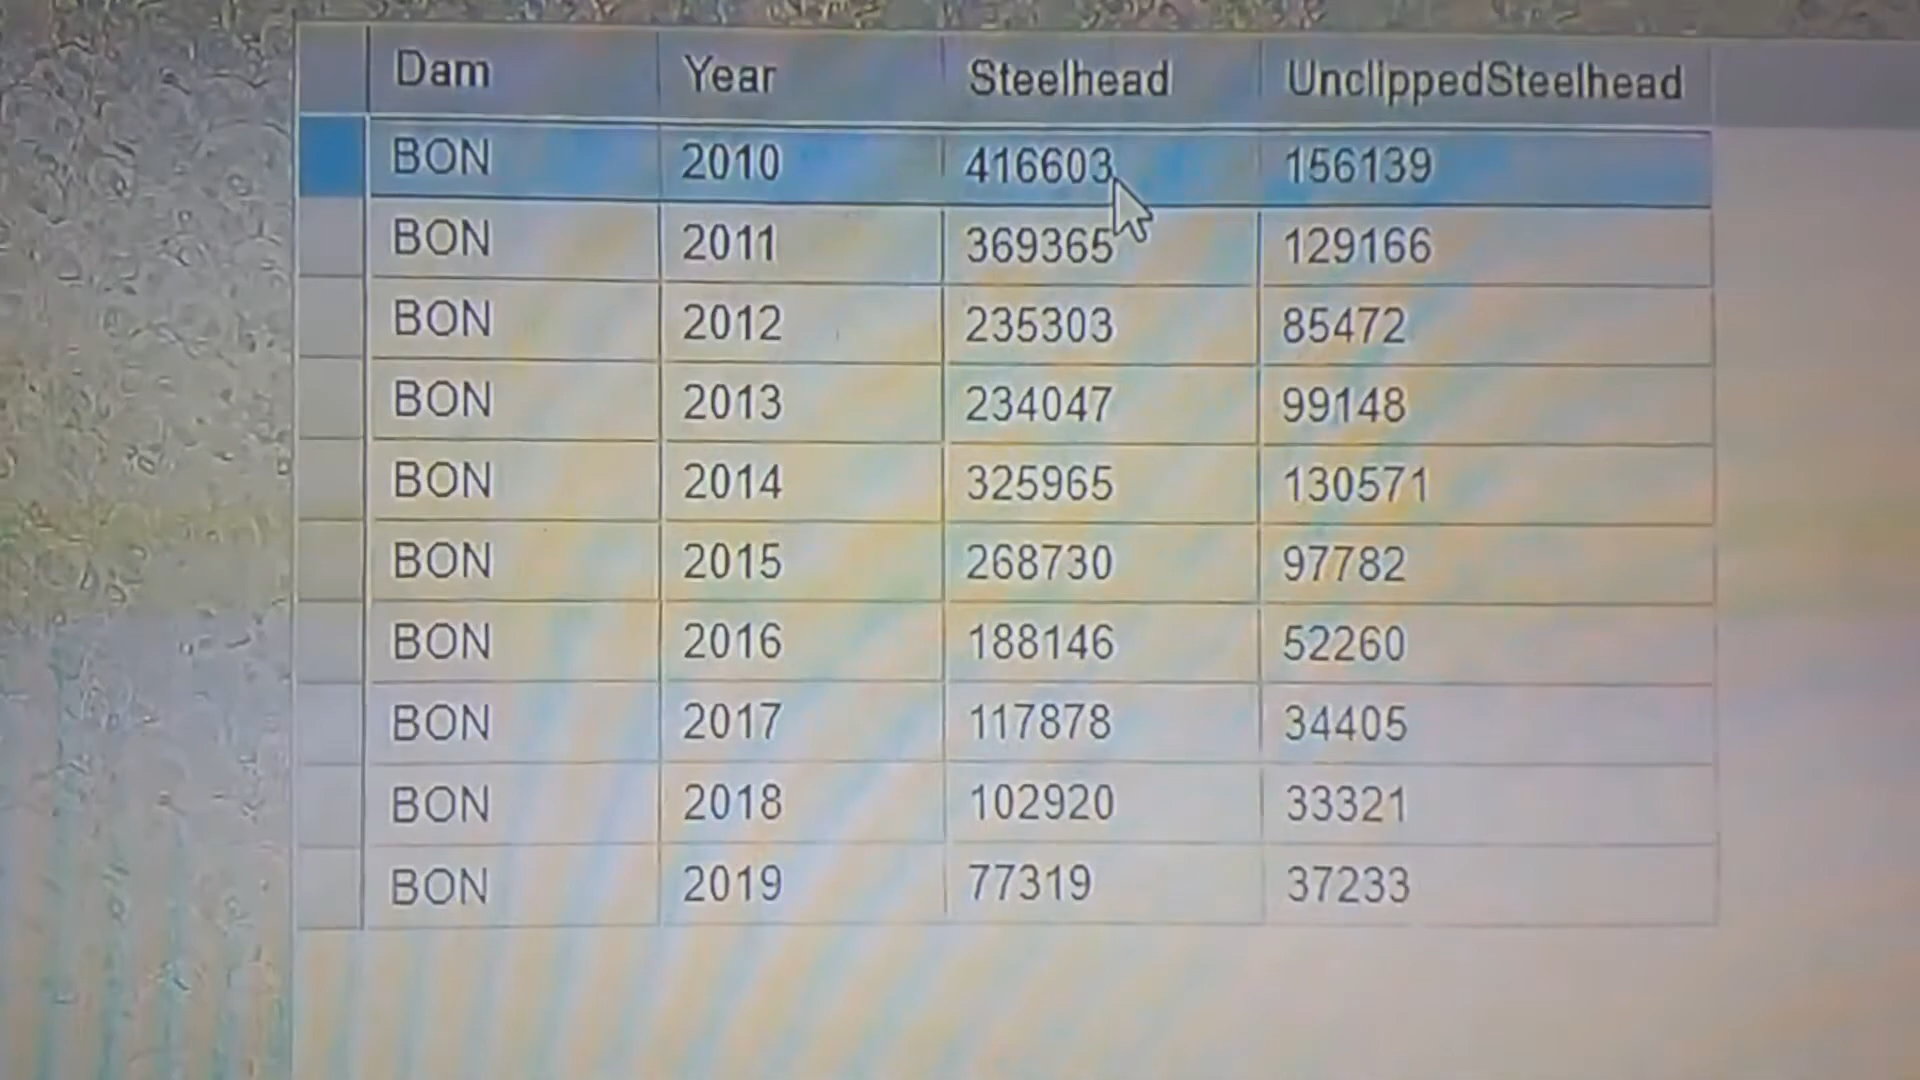 Dam Year Steelhead UnclippedSteelhead
BON 2010 416603 156139
BON 2011 369365 129166
BON 2012 235303 85472
BON 2013 234047 99148
BON 2014 325965 130571
BON 2015 268730 97782
BON 2016 188146 52260
BON 2017 117878 34405
BON 2018 102920 33321
BON 2019 77319 37233